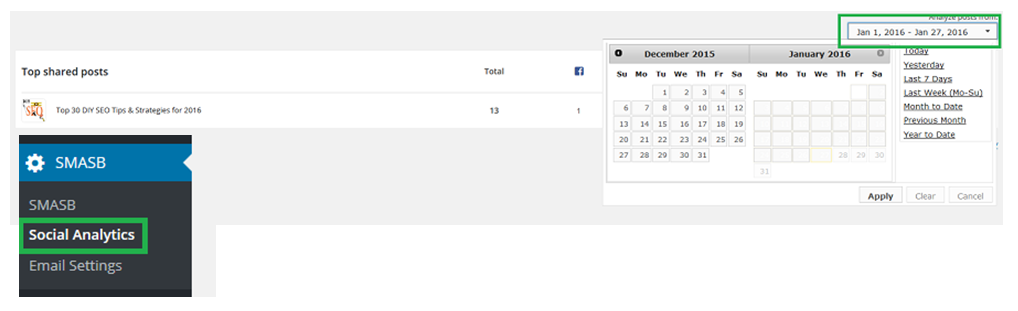 Analyze posts from:
Jan 1, 2016 - Jan 27, 2016
Top shared posts Total
Top 30 DIY SEO Tips & Strategies for 2016 13 1
December 2015
Su Mo Tu We Th Fr Sa
1 2 3 4 5
6 7 8 9 10 11 12
13 14 15 16 17 18 19
20 21 22 23 24 25 26
27 28 29 30 31
January 2016
Su Mo Tu We Th Fr Sa
28 29 30
31
Today
Yesterday
Last 7 Days
Last Week (Mo-Su)
Month to Date
Previous Month
Year to Date
Apply Clear Cancel
SMASB
SMASB
Social Analytics
Email Settings